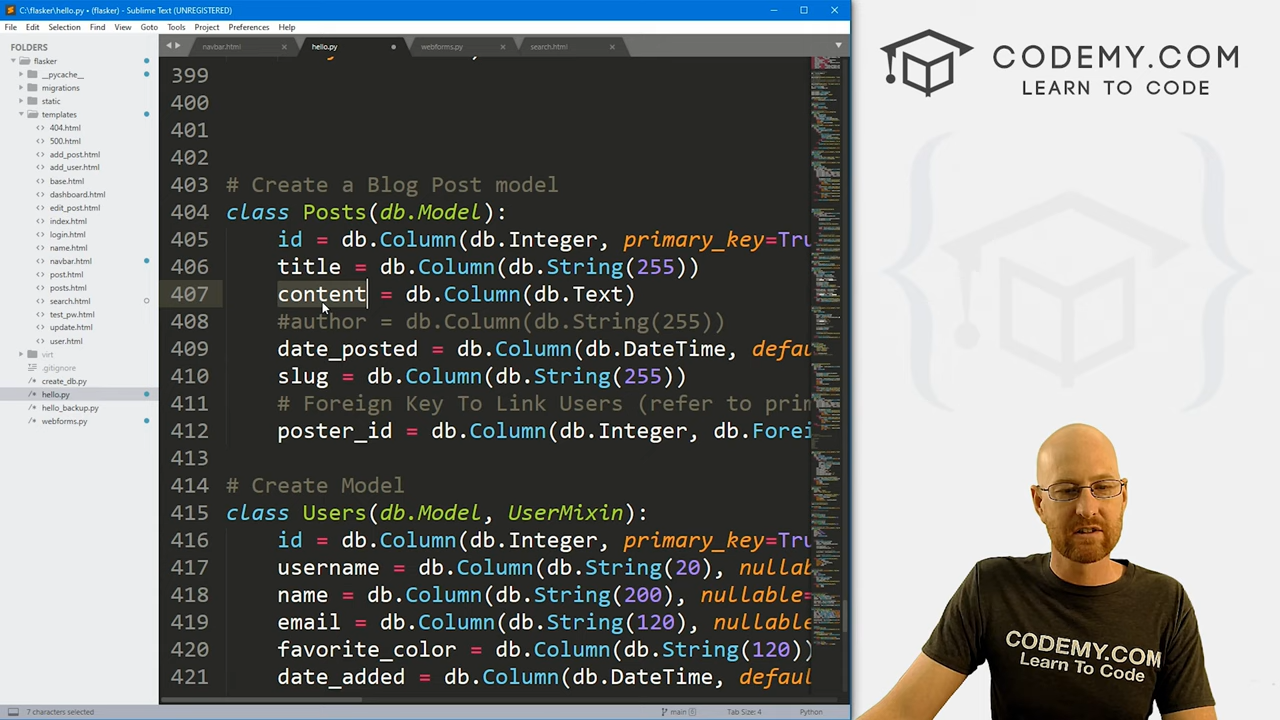 C:\flasker\hello.py • (flasker) - Sublime Text (UNREGISTERED)
File Edit Selection Find View Goto Tools Project Preferences Help
FOLDERS
flasker
__pycache__
migrations
static
templates
404.html
500.html
add_post.html
add_user.html
base.html
dashboard.html
edit_post.html
index.html
login.html
name.html
navbar.html
post.html
posts.html
search.html
test_pw.html
update.html
user.html
virt
.gitignore
create_db.py
hello.py
hello_backup.py
webforms.py
navbar.html hello.py webforms.py search.html
399
400
401
402
403 # Create a Blog Post model
404 class Posts(db.Model):
405 id = db.Column(db.Integer, primary_key=Tru
406 title = db.Column(db.String(255))
407 content = db.Column(db.Text)
408 #author = db.Column(db.String(255))
409 date_posted = db.Column(db.DateTime, defau
410 slug = db.Column(db.String(255))
411 # Foreign Key To Link Users (refer to prim
412 poster_id = db.Column(db.Integer, db.Forei
413
414 # Create Model
415 class Users(db.Model, UserMixin):
416 id = db.Column(db.Integer, primary_key=Tru
417 username = db.Column(db.String(20), nullab
418 name = db.Column(db.String(200), nullable=
419 email = db.Column(db.String(120), nullable
420 favorite_color = db.Column(db.String(120))
421 date_added = db.Column(db.DateTime, defaul
7 characters selected
main
Tab Size: 4
Python
CODEMY.COM
LEARN TO CODE
CODEMY.COM
Learn To Code